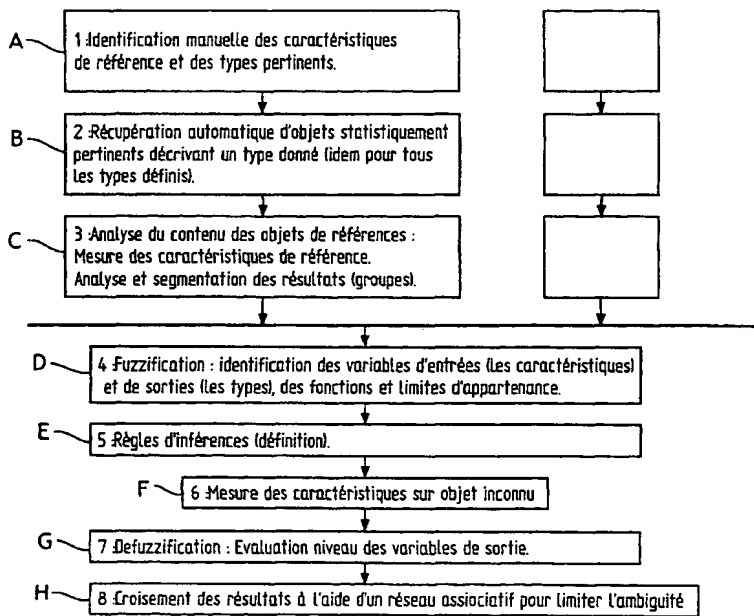 A
1 :Identification manuelle des caractéristiques
de référence et des types pertinents.
B
2 :Récupération automatique d'objets statistiquement
pertinents décrivant un type donné (idem pour tous
les types définis).
C
3 :Analyse du contenu des objets de références :
Mesure des caractéristiques de référence.
Analyse et segmentation des résultats (groupes).
D
4 :Fuzzification : identification des variables d'entrées (les caractéristiques)
et de sorties (les types), des fonctions et limites d'appartenance.
E
5 :Règles d'inférences (définition).
F
6 :Mesure des caractéristiques sur objet inconnu
G
7 :Defuzzification : Evaluation niveau des variables de sortie.
H
8 :Croisement des résultats à l'aide d'un réseau assiociatif pour limiter l'ambiguité